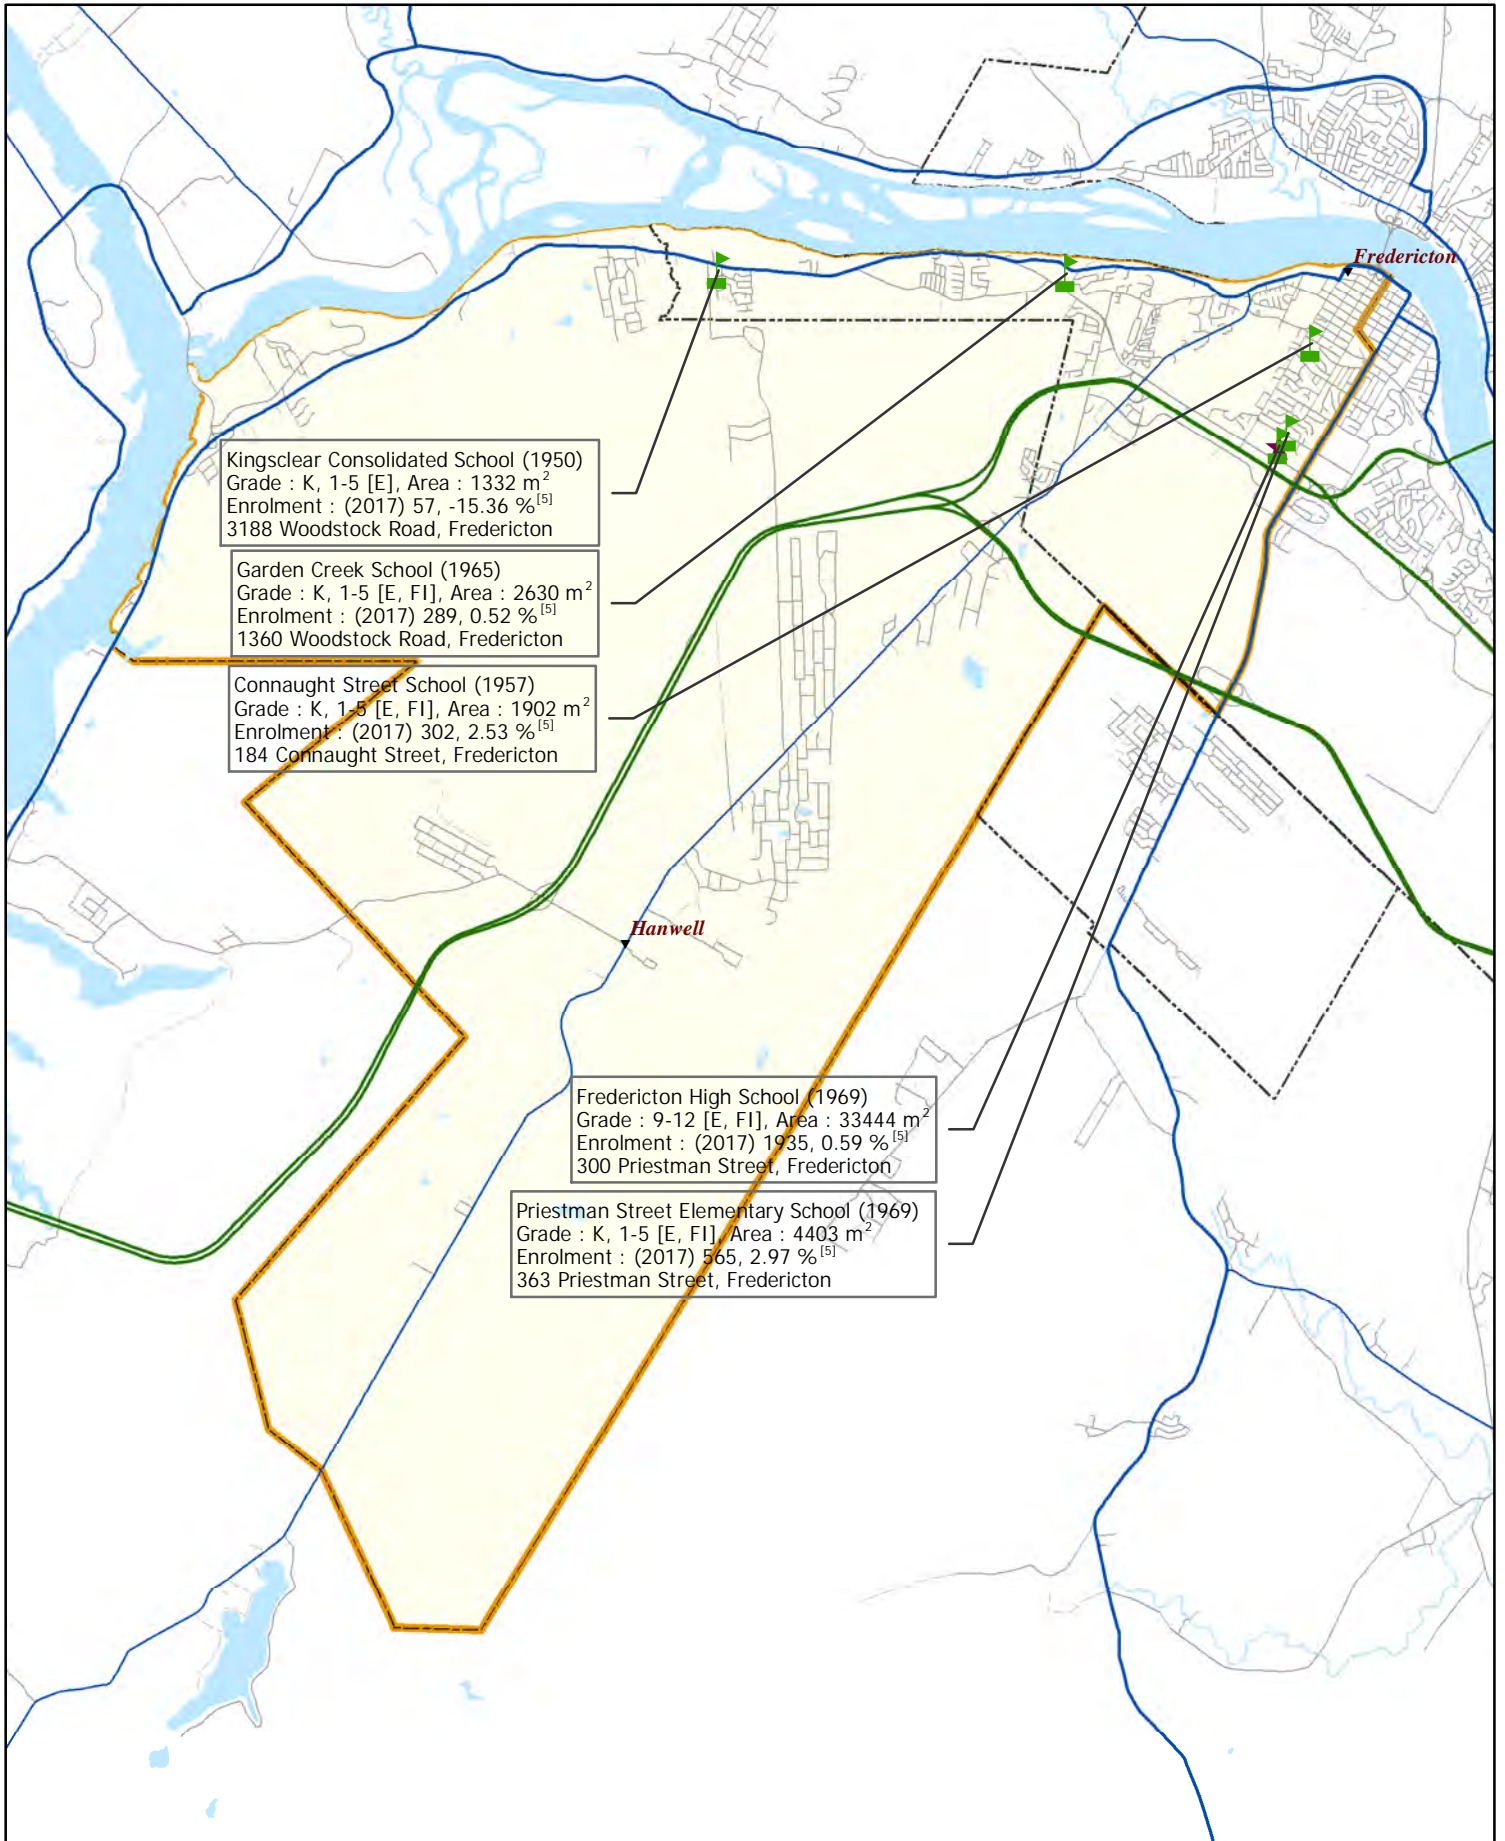 Fredericton
Kingsclear Consolidated School (1950)
Grade : K, 1-5 [E], Area : 1332 m²
Enrolment : (2017) 57, -15.36 % [5]
3188 Woodstock Road, Fredericton
Garden Creek School (1965)
Grade : K, 1-5 [E, FI], Area : 2630 m²
Enrolment : (2017) 289, 0.52 % [5]
1360 Woodstock Road, Fredericton
Connaught Street School (1957)
Grade : K, 1-5 [E, FI], Area : 1902 m²
Enrolment : (2017) 302, 2.53 % [5]
184 Connaught Street, Fredericton
Hanwell
Fredericton High School (1969)
Grade : 9-12 [E, FI], Area : 33444 m²
Enrolment : (2017) 1935, 0.59 % [5]
300 Priestman Street, Fredericton
Priestman Street Elementary School (1969)
Grade : K, 1-5 [E, FI], Area : 4403 m²
Enrolment : (2017) 565, 2.97 % [5]
363 Priestman Street, Fredericton